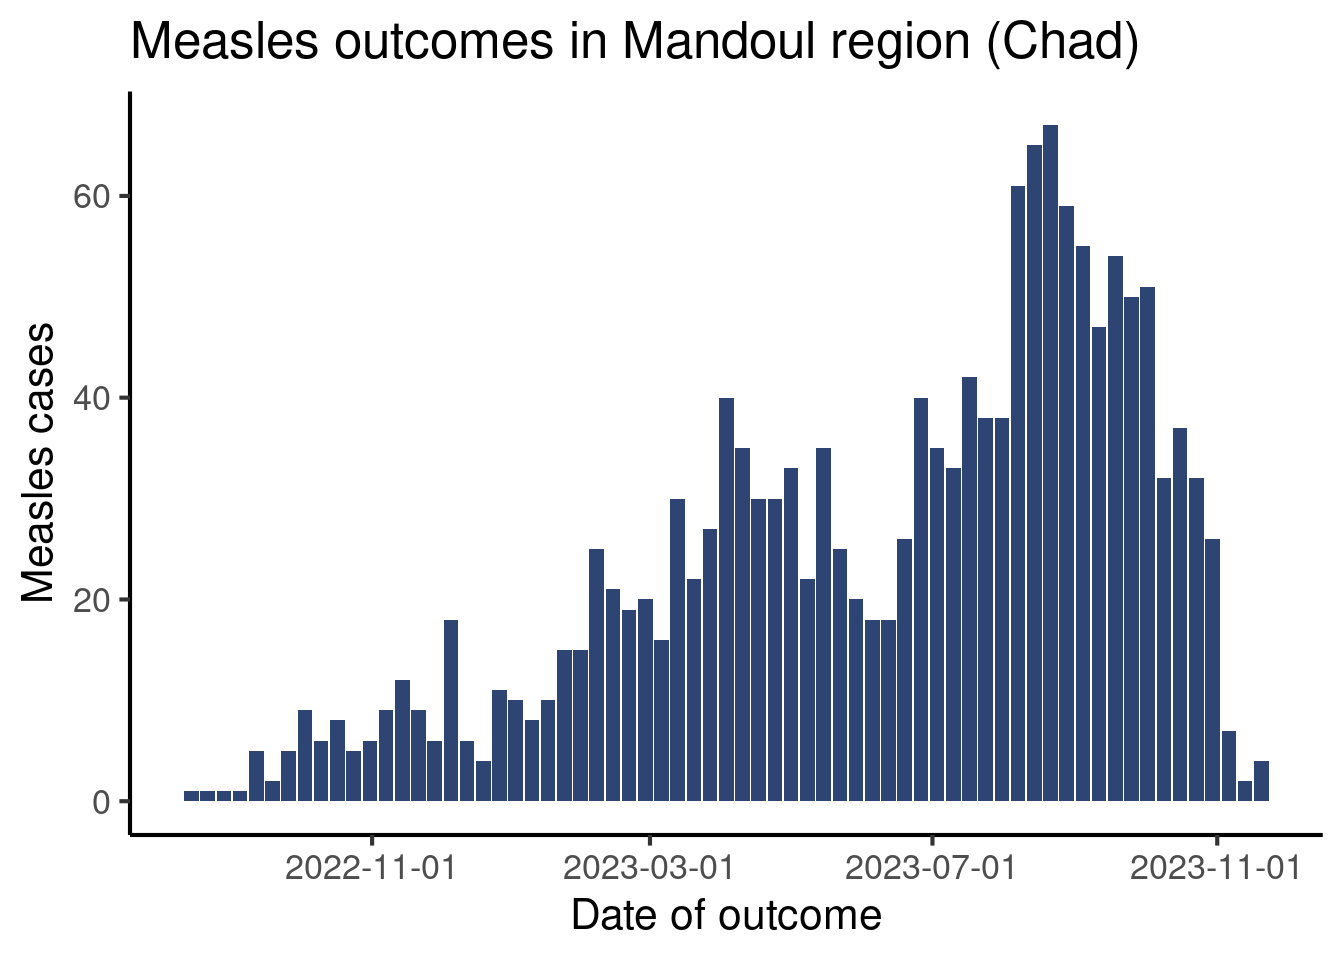 Measles outcomes in Mandoul region (Chad)
Measles cases
60
40
20
0
2022-11-01 2023-03-01 2023-07-01 2023-11-01
Date of outcome